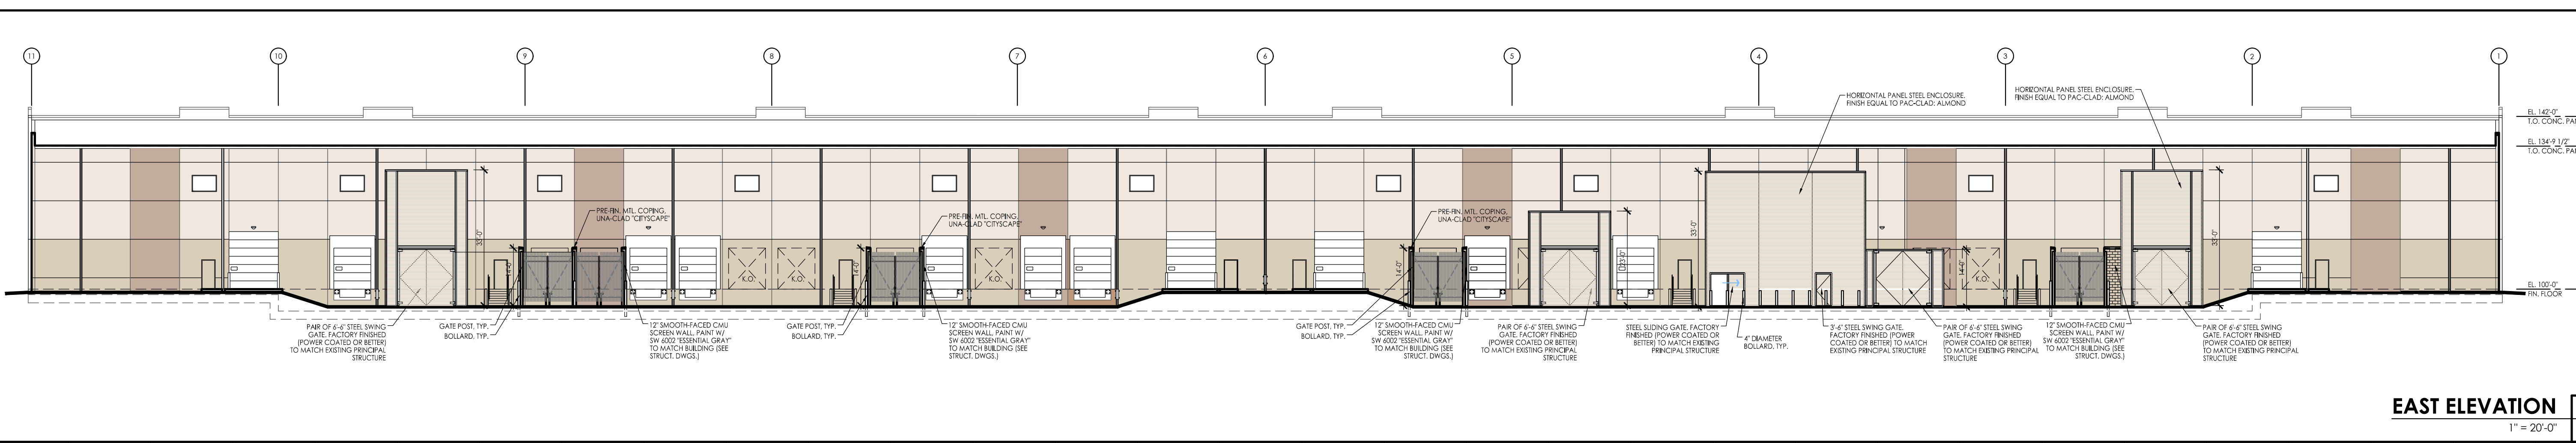 11
10
9
8
7
6
5
4
3
2
1
HORIZONTAL PANEL STEEL ENCLOSURE.
FINISH EQUAL TO PAC-CLAD: ALMOND
HORIZONTAL PANEL STEEL ENCLOSURE.
FINISH EQUAL TO PAC-CLAD: ALMOND
EL. 142'-0"
T.O. CONC. PA
EL. 134'-9 1/2"
T.O. CONC. PA
EL. 100'-0"
FIN. FLOOR
33'-0"
14'-0"
PRE-FIN. MTL. COPING.
UNA-CLAD "CITYSCAPE"
K.O.
K.O.
14'-0"
PRE-FIN. MTL. COPING.
UNA-CLAD "CITYSCAPE"
K.O.
14'-0"
PRE-FIN. MTL. COPING.
UNA-CLAD "CITYSCAPE"
23'-0"
33'-0"
14'-0"
K.O.
33'-0"
PAIR OF 6'-6" STEEL SWING
GATE. FACTORY FINISHED
(POWER COATED OR BETTER)
TO MATCH EXISTING PRINCIPAL
STRUCTURE
GATE POST, TYP.
BOLLARD, TYP.
12" SMOOTH-FACED CMU
SCREEN WALL, PAINT W/
SW 6002 "ESSENTIAL GRAY"
TO MATCH BUILDING (SEE
STRUCT. DWGS.)
GATE POST, TYP.
BOLLARD, TYP.
12" SMOOTH-FACED CMU
SCREEN WALL, PAINT W/
SW 6002 "ESSENTIAL GRAY"
TO MATCH BUILDING (SEE
STRUCT. DWGS.)
GATE POST, TYP.
BOLLARD, TYP.
12" SMOOTH-FACED CMU
SCREEN WALL, PAINT W/
SW 6002 "ESSENTIAL GRAY"
TO MATCH BUILDING (SEE
STRUCT. DWGS.)
PAIR OF 6'-6" STEEL SWING
GATE. FACTORY FINISHED
(POWER COATED OR BETTER)
TO MATCH EXISTING PRINCIPAL
STRUCTURE
STEEL SLIDING GATE. FACTORY
FINISHED (POWER COATED OR
BETTER) TO MATCH EXISTING
PRINCIPAL STRUCTURE
4" DIAMETER
BOLLARD, TYP.
3'-6" STEEL SWING GATE.
FACTORY FINISHED (POWER
COATED OR BETTER) TO MATCH
EXISTING PRINCIPAL STRUCTURE
PAIR OF 6'-6" STEEL SWING
GATE. FACTORY FINISHED
(POWER COATED OR BETTER)
TO MATCH EXISTING PRINCIPAL
STRUCTURE
12" SMOOTH-FACED CMU
SCREEN WALL, PAINT W/
SW 6002 "ESSENTIAL GRAY"
TO MATCH BUILDING (SEE
STRUCT. DWGS.)
PAIR OF 6'-6" STEEL SWING
GATE. FACTORY FINISHED
(POWER COATED OR BETTER)
TO MATCH EXISTING PRINCIPAL
STRUCTURE
EAST ELEVATION
1" = 20'-0"